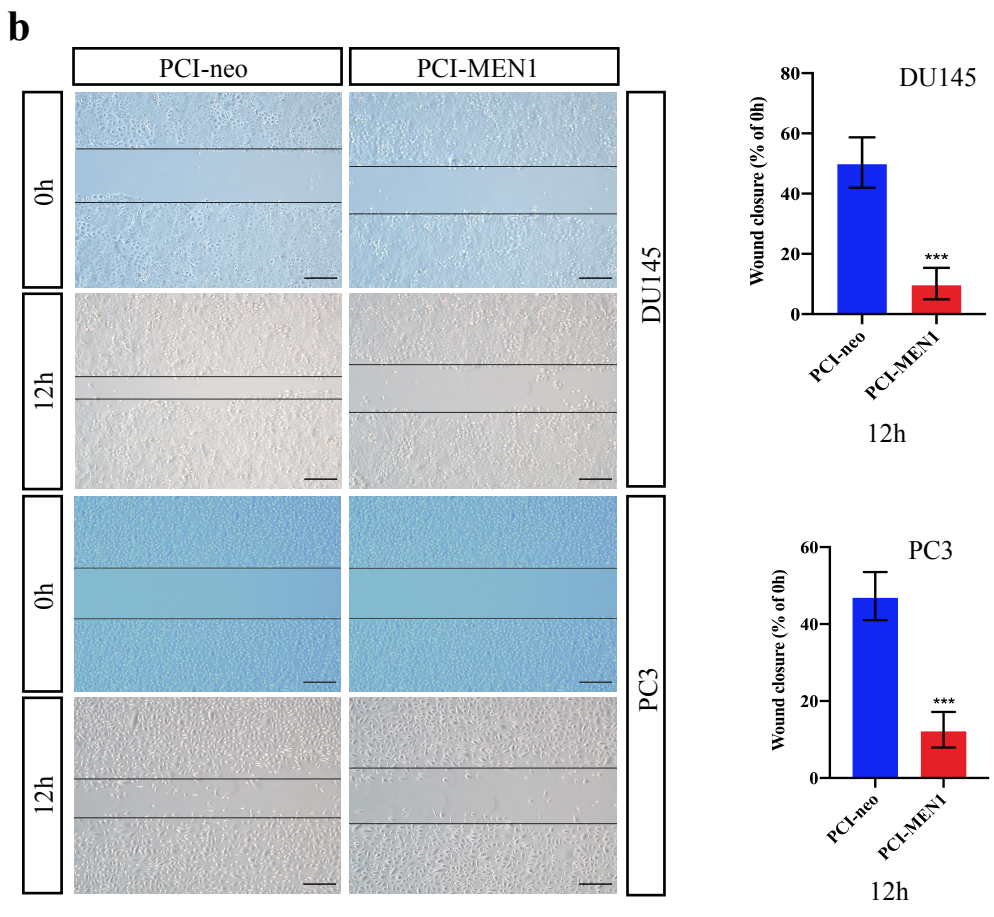 b
PCI-neo
PCI-MEN1
0h
12h
DU145
0h
12h
PC3
DU145
Wound closure (% of 0h)
80
60
40
20
0
***
PCI-neo
PCI-MEN1
12h
PC3
Wound closure (% of 0h)
60
40
20
0
***
PCI-neo
PCI-MEN1
12h